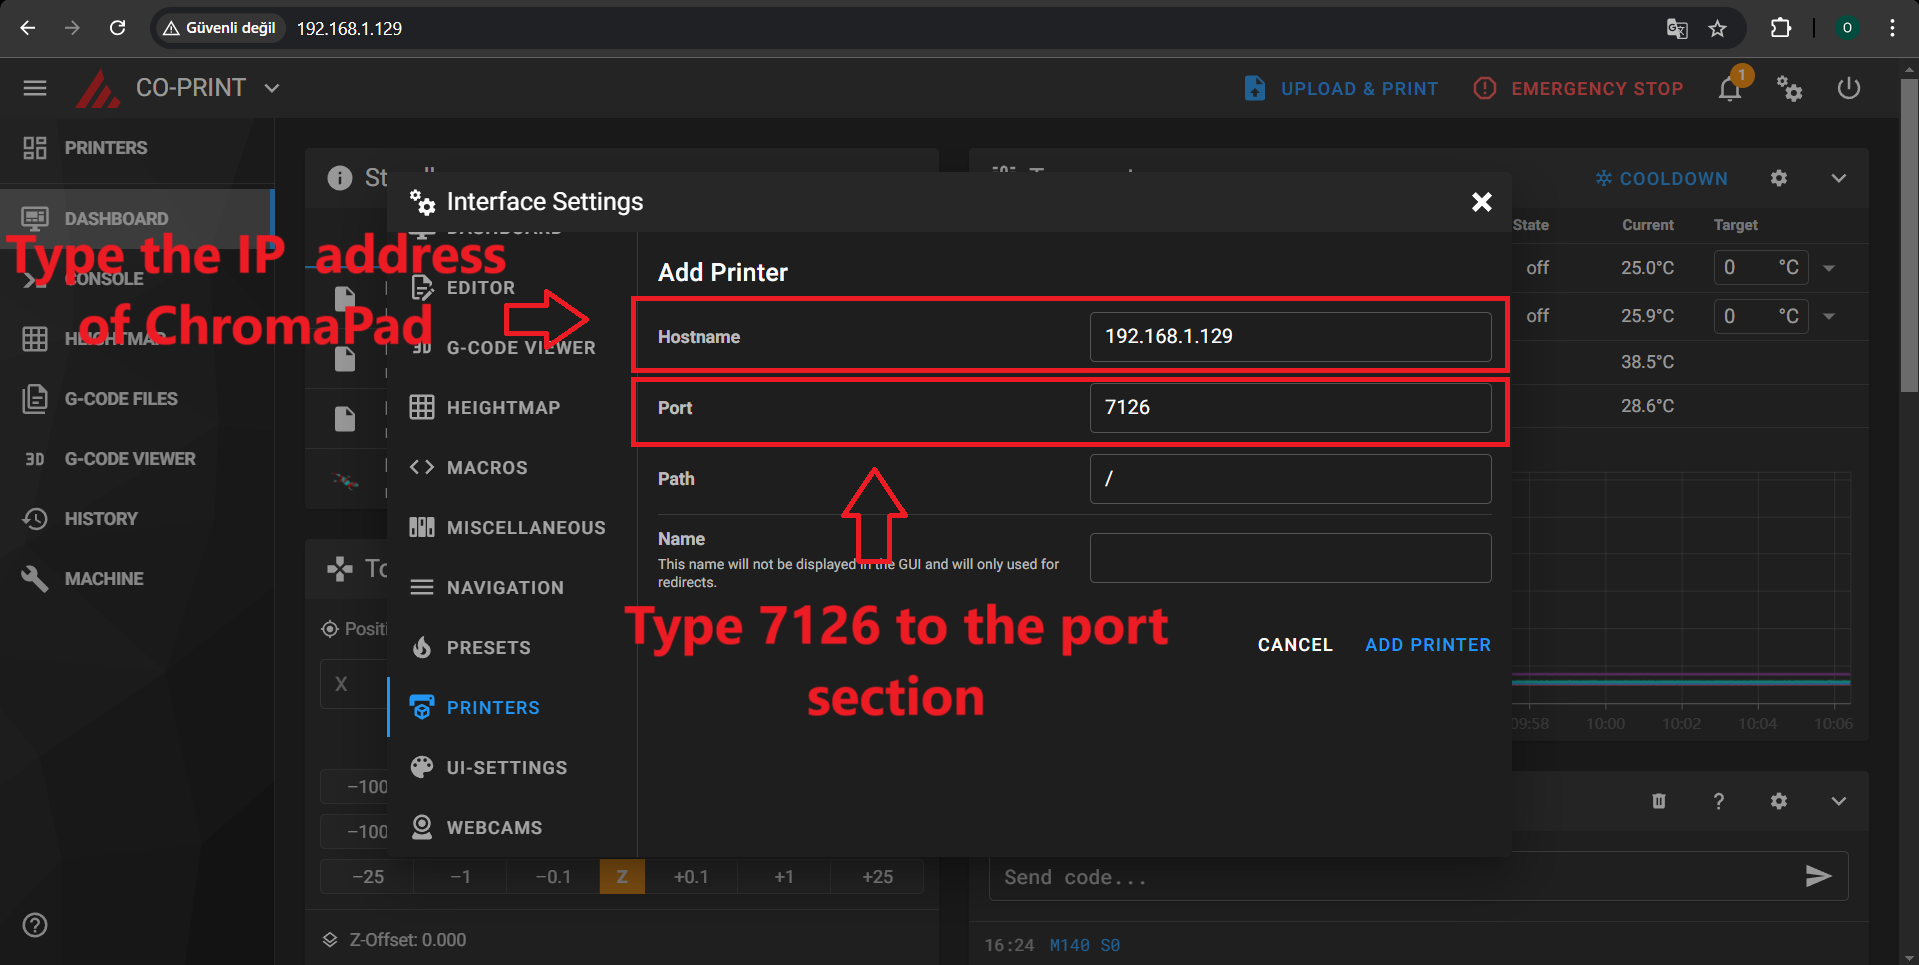 Güvenli değil
192.168.1.129
O
CO-PRINT
UPLOAD & PRINT
EMERGENCY STOP
1
PRINTERS
DASHBOARD
CONSOLE
HEIGHTMAP
G-CODE FILES
3D G-CODE VIEWER
HISTORY
MACHINE
Type the IP address
of ChromaPad
Interface Settings
DASHBOARD
EDITOR
3D G-CODE VIEWER
HEIGHTMAP
MACROS
MISCELLANEOUS
NAVIGATION
PRESETS
PRINTERS
UI-SETTINGS
WEBCAMS
Add Printer
Hostname
192.168.1.129
Port
7126
Path
/
Name
This name will not be displayed in the GUI and will only used for
redirects.
Type 7126 to the port
section
CANCEL
ADD PRINTER
COOLDOWN
State Current Target
off 25.0°C 0 °C
off 25.9°C 0 °C
38.5°C
28.6°C
09:58 10:00 10:02 10:04 10:06
X
−100
−100
−25 −1 −0.1 Z +0.1 +1 +25
Z-Offset: 0.000
Send code...
16:24 M140 S0